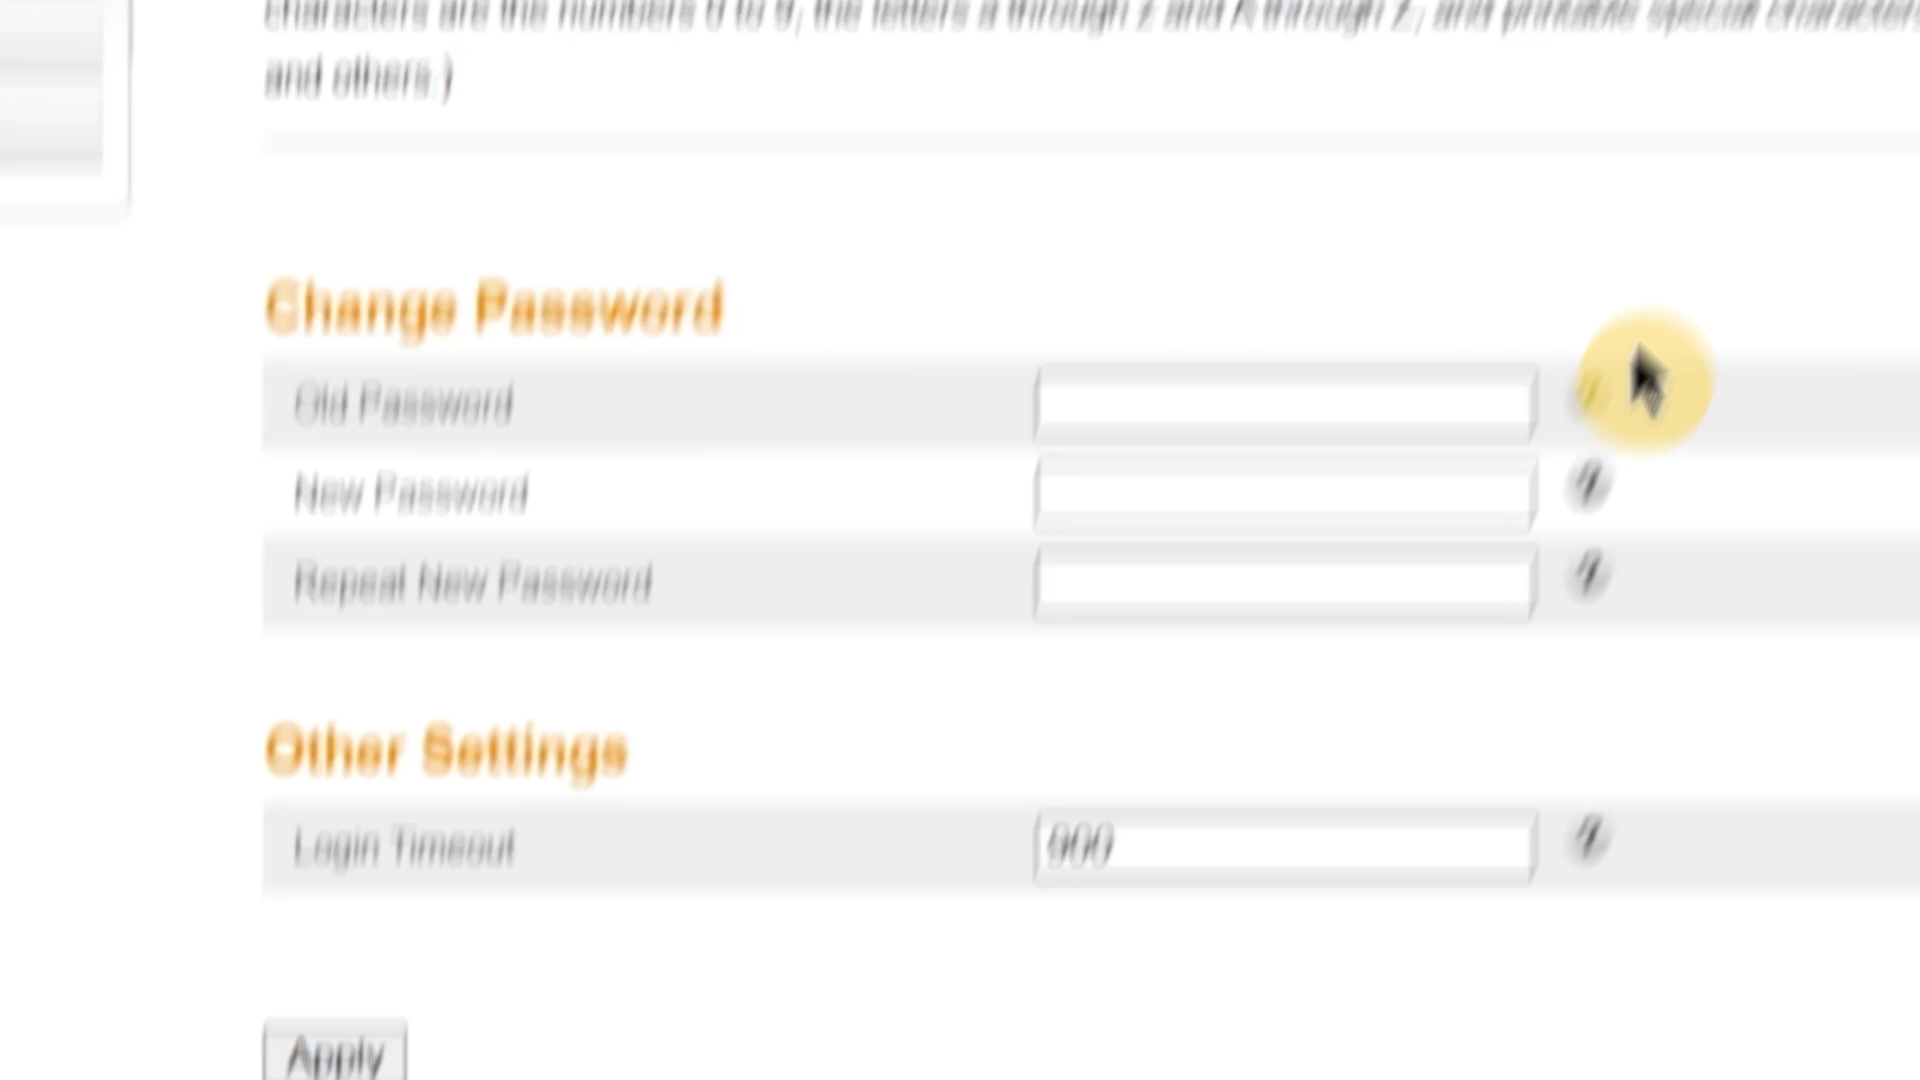 characters are the numbers 0 to 9, the letters a through z and A through Z, and printable special characters
and others.)
Change Password
Old Password
New Password
Repeat New Password
Other Settings
Login Timeout 900
Apply